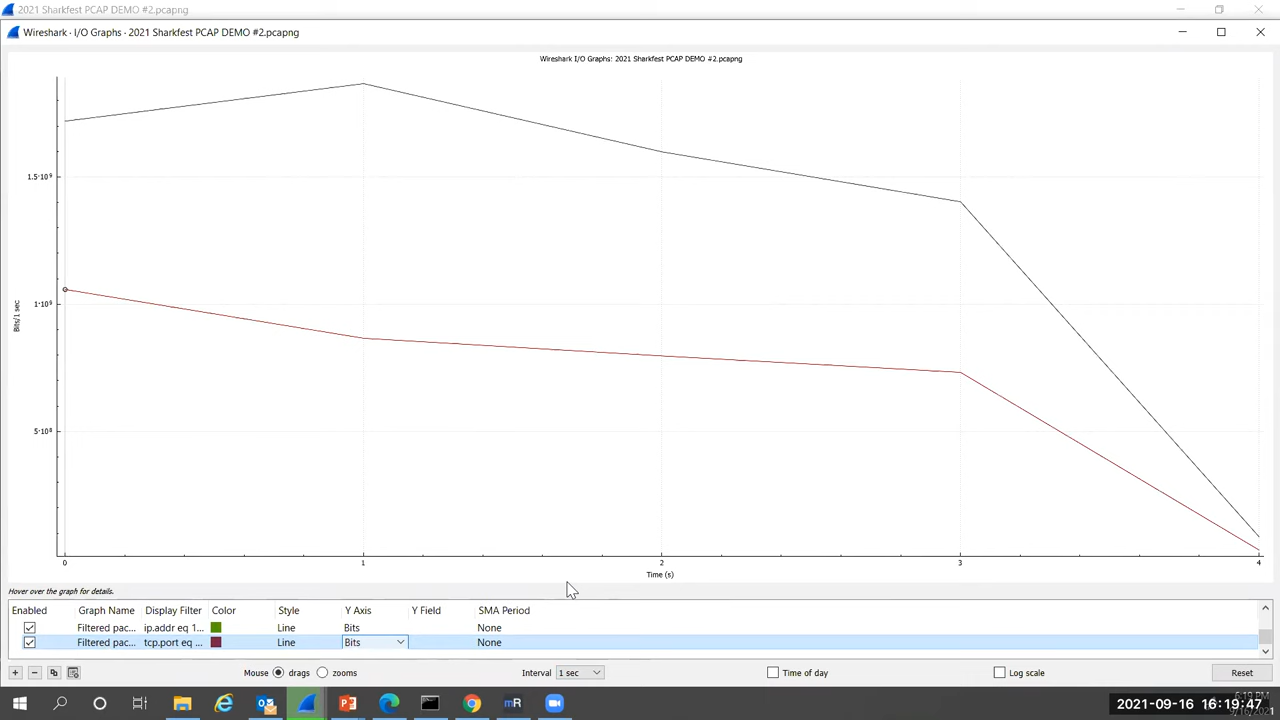 2021 Sharkfest PCAP DEMO #2.pcapng
Wireshark · I/O Graphs · 2021 Sharkfest PCAP DEMO #2.pcapng
Wireshark I/O Graphs: 2021 Sharkfest PCAP DEMO #2.pcapng
1.5·10⁹
1·10⁹
5·10⁸
Bits/1 sec
0 1 2 3 4
Time (s)
Hover over the graph for details.
Enabled Graph Name Display Filter Color Style Y Axis Y Field SMA Period
Filtered pac... ip.addr eq 1... Line Bits None
Filtered pac... tcp.port eq ... Line Bits None
+ − Mouse drags zooms Interval 1 sec Time of day Log scale Reset
mR
6:19 PM
2021-09-16 16:19:47